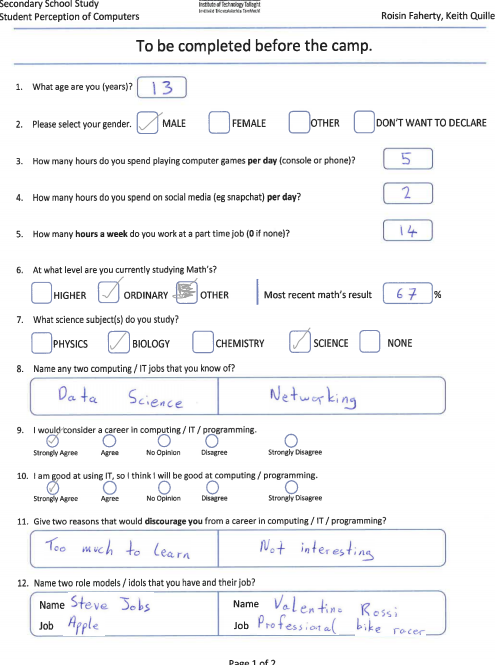 Secondary School Study
Student Perception of Computers
Institute of Technology Tallaght
Roisin Faherty, Keith Quille
To be completed before the camp.
1. What age are you (years)? 13
2. Please select your gender. MALE FEMALE OTHER DON'T WANT TO DECLARE
3. How many hours do you spend playing computer games per day (console or phone)? 5
4. How many hours do you spend on social media (eg snapchat) per day? 2
5. How many hours a week do you work at a part time job (0 if none)? 14
6. At what level are you currently studying Math's?
HIGHER ORDINARY OTHER Most recent math's result 67 %
7. What science subject(s) do you study?
PHYSICS BIOLOGY CHEMISTRY SCIENCE NONE
8. Name any two computing / IT jobs that you know of?
Data Science Networking
9. I would consider a career in computing / IT / programming.
Strongly Agree Agree No Opinion Disagree Strongly Disagree
10. I am good at using IT, so I think I will be good at computing / programming.
Strongly Agree Agree No Opinion Disagree Strongly Disagree
11. Give two reasons that would discourage you from a career in computing / IT / programming?
Too much to learn Not interesting
12. Name two role models / idols that you have and their job?
Name Steve Jobs Name Valentino Rossi
Job Apple Job Professional bike racer
Page 1 of 2